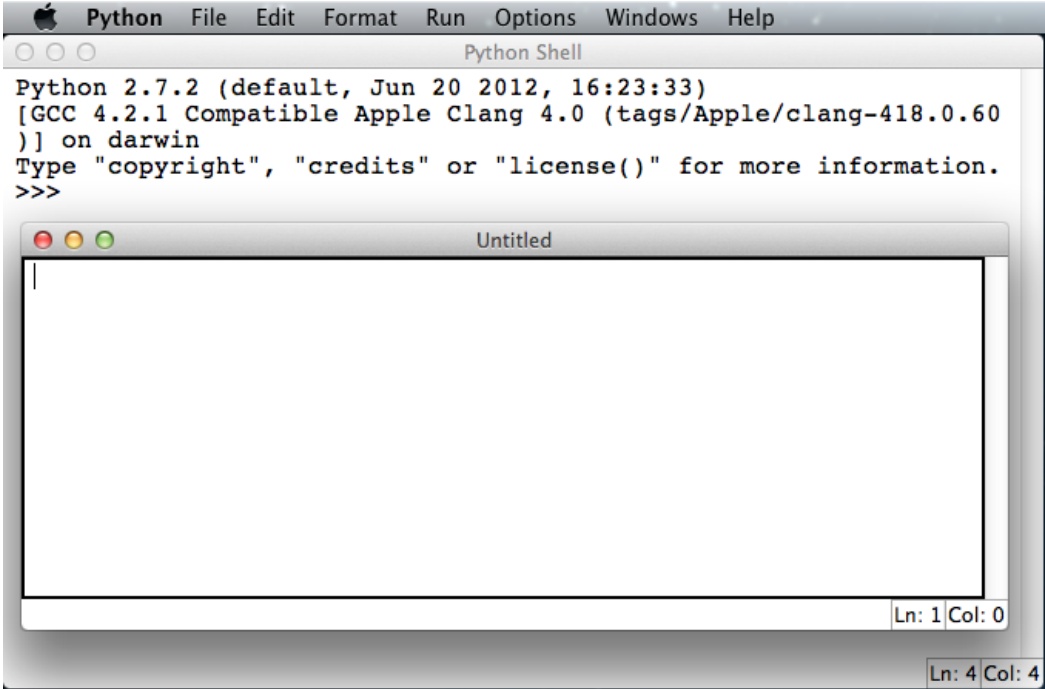 Python File Edit Format Run Options Windows Help
Python Shell
Python 2.7.2 (default, Jun 20 2012, 16:23:33)
[GCC 4.2.1 Compatible Apple Clang 4.0 (tags/Apple/clang-418.0.60
)] on darwin
Type "copyright", "credits" or "license()" for more information.
>>>
Untitled
Ln: 1 Col: 0
Ln: 4 Col: 4